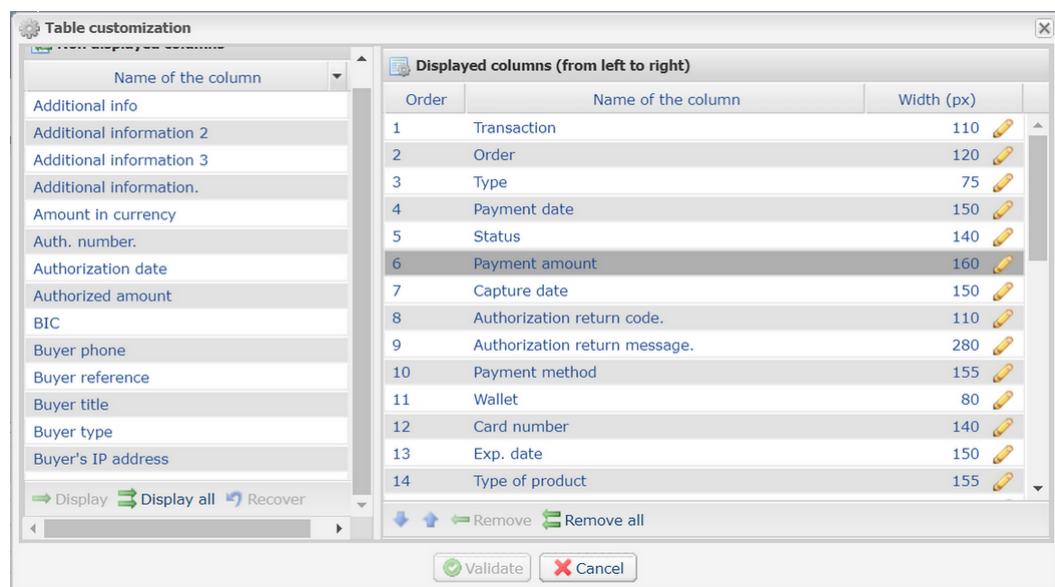 Table customization
Non displayed columns
Name of the column
Additional info
Additional information 2
Additional information 3
Additional information.
Amount in currency
Auth. number.
Authorization date
Authorized amount
BIC
Buyer phone
Buyer reference
Buyer title
Buyer type
Buyer's IP address
Display Display all Recover
Displayed columns (from left to right)
Order Name of the column Width (px)
1 Transaction 110
2 Order 120
3 Type 75
4 Payment date 150
5 Status 140
6 Payment amount 160
7 Capture date 150
8 Authorization return code. 110
9 Authorization return message. 280
10 Payment method 155
11 Wallet 80
12 Card number 140
13 Exp. date 150
14 Type of product 155
Remove Remove all
Validate Cancel